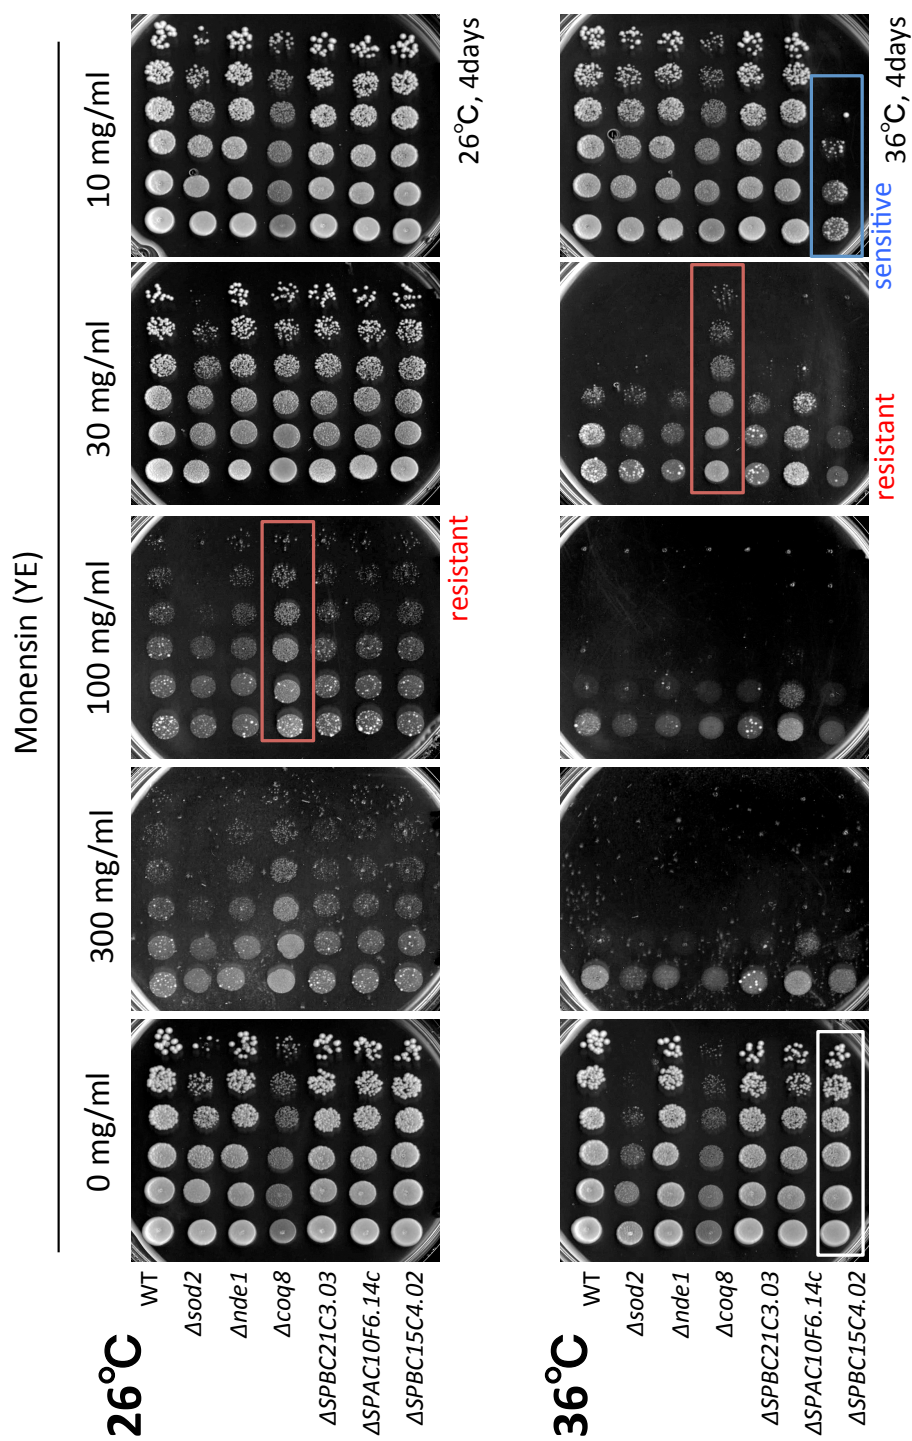 Monensin (YE)
0 mg/ml 300 mg/ml 100 mg/ml 30 mg/ml 10 mg/ml
26°C
WT
Δsod2
Δnde1
Δcoq8
ΔSPBC21C3.03
ΔSPAC10F6.14c
ΔSPBC15C4.02
resistant
26°C, 4days
36°C
WT
Δsod2
Δnde1
Δcoq8
ΔSPBC21C3.03
ΔSPAC10F6.14c
ΔSPBC15C4.02
resistant
sensitive
36°C, 4days